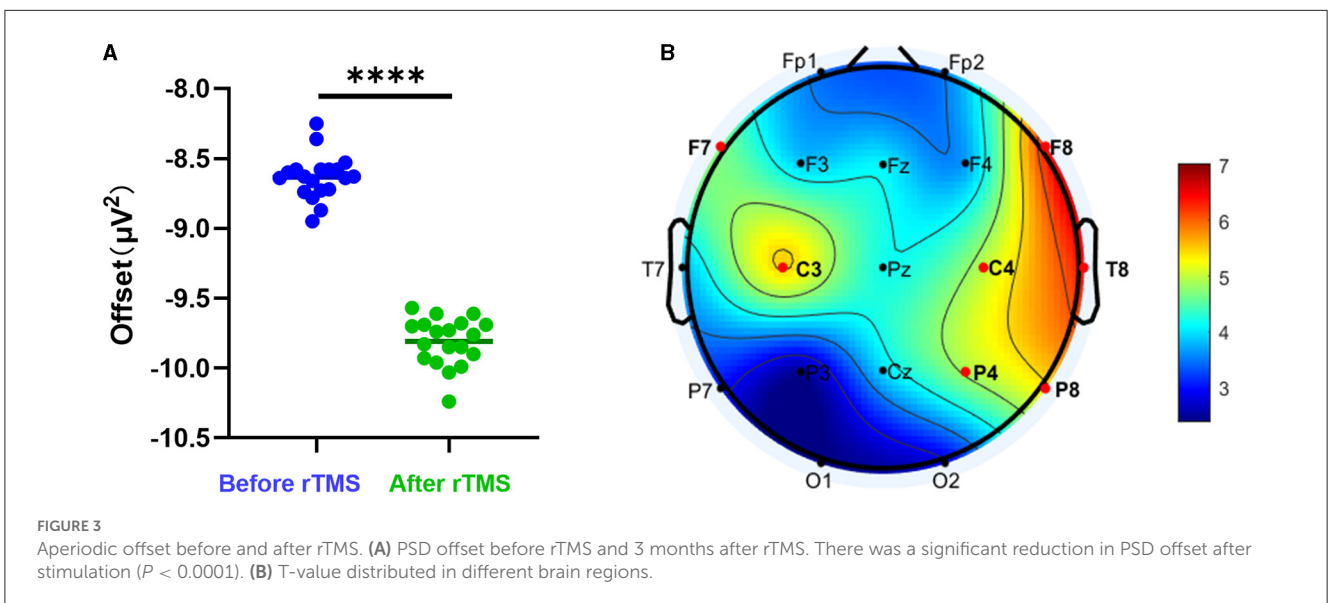 A
****
-8.0
-8.5
-9.0
-9.5
-10.0
-10.5
Offset(μV²)
Before rTMS After rTMS
B
Fp1 Fp2
F7 F3 Fz F4 F8
T7 C3 Pz C4 T8
P7 P3 Cz P4 P8
O1 O2
7
6
5
4
3
FIGURE 3
Aperiodic offset before and after rTMS. (A) PSD offset before rTMS and 3 months after rTMS. There was a significant reduction in PSD offset after
stimulation (P < 0.0001). (B) T-value distributed in different brain regions.